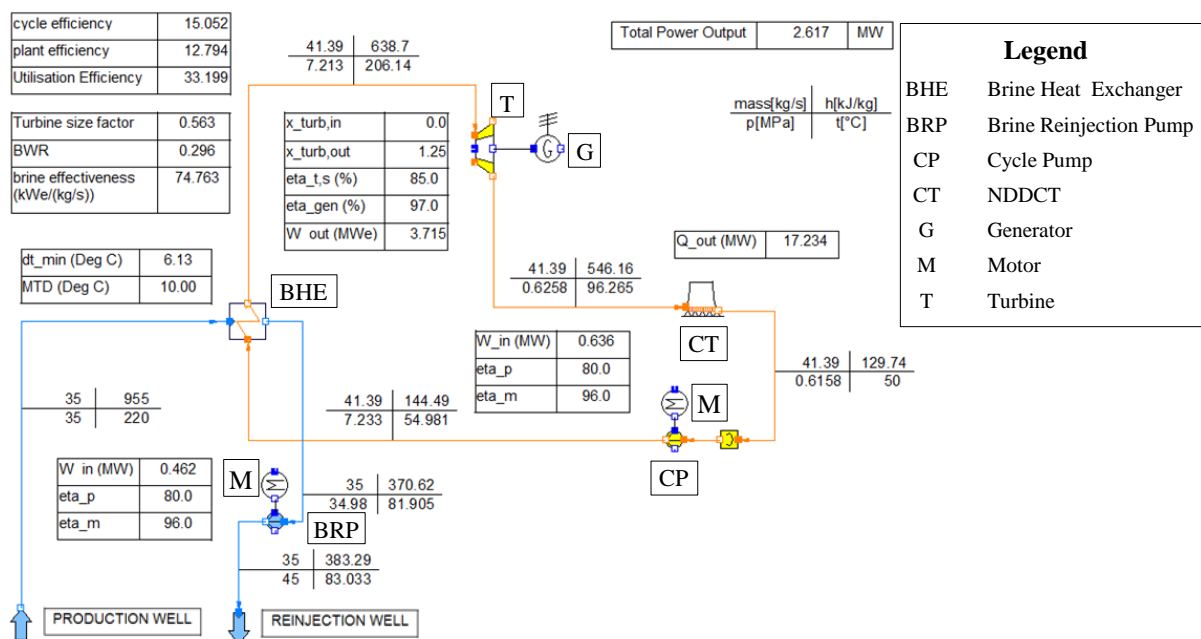 cycle efficiency 15.052
plant efficiency 12.794
Utilisation Efficiency 33.199
Turbine size factor 0.563
BWR 0.296
brine effectiveness 74.763
(kWe/(kg/s))
dt_min (Deg C) 6.13
MTD (Deg C) 10.00
41.39 638.7
7.213 206.14
x_turb,in 0.0
x_turb,out 1.25
eta_t,s (%) 85.0
eta_gen (%) 97.0
W_out (MWe) 3.715
T
G
G
Total Power Output 2.617 MW
mass[kg/s] h[kJ/kg]
p[MPa] t[°C]
Legend
BHE Brine Heat Exchanger
BRP Brine Reinjection Pump
CP Cycle Pump
CT NDDCT
G Generator
M Motor
T Turbine
Q_out (MW) 17.234
41.39 546.16
0.6258 96.265
BHE
CT
W_in (MW) 0.636
eta_p 80.0
eta_m 96.0
41.39 129.74
0.6158 50
35 955
35 220
41.39 144.49
7.233 54.981
M
M
CP
W_in (MW) 0.462
eta_p 80.0
eta_m 96.0
M
M
35 370.62
34.98 81.905
BRP
35 383.29
45 83.033
PRODUCTION WELL
REINJECTION WELL